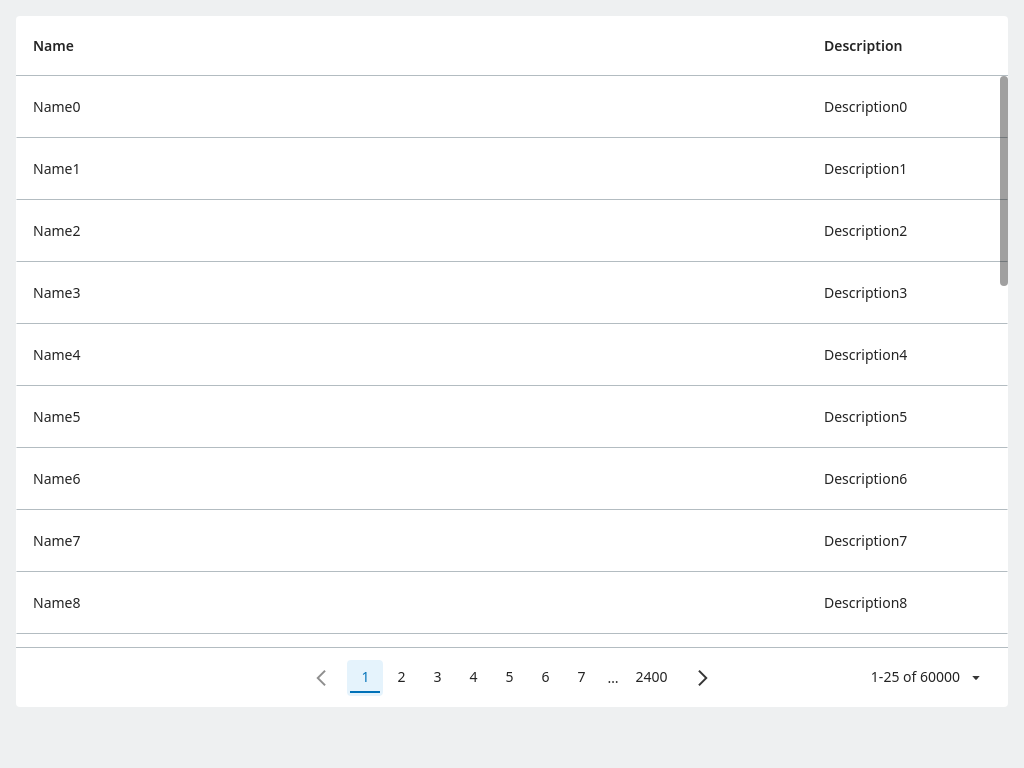 Name Description
Name0 Description0
Name1 Description1
Name2 Description2
Name3 Description3
Name4 Description4
Name5 Description5
Name6 Description6
Name7 Description7
Name8 Description8
1 2 3 4 5 6 7 ... 2400 1-25 of 60000